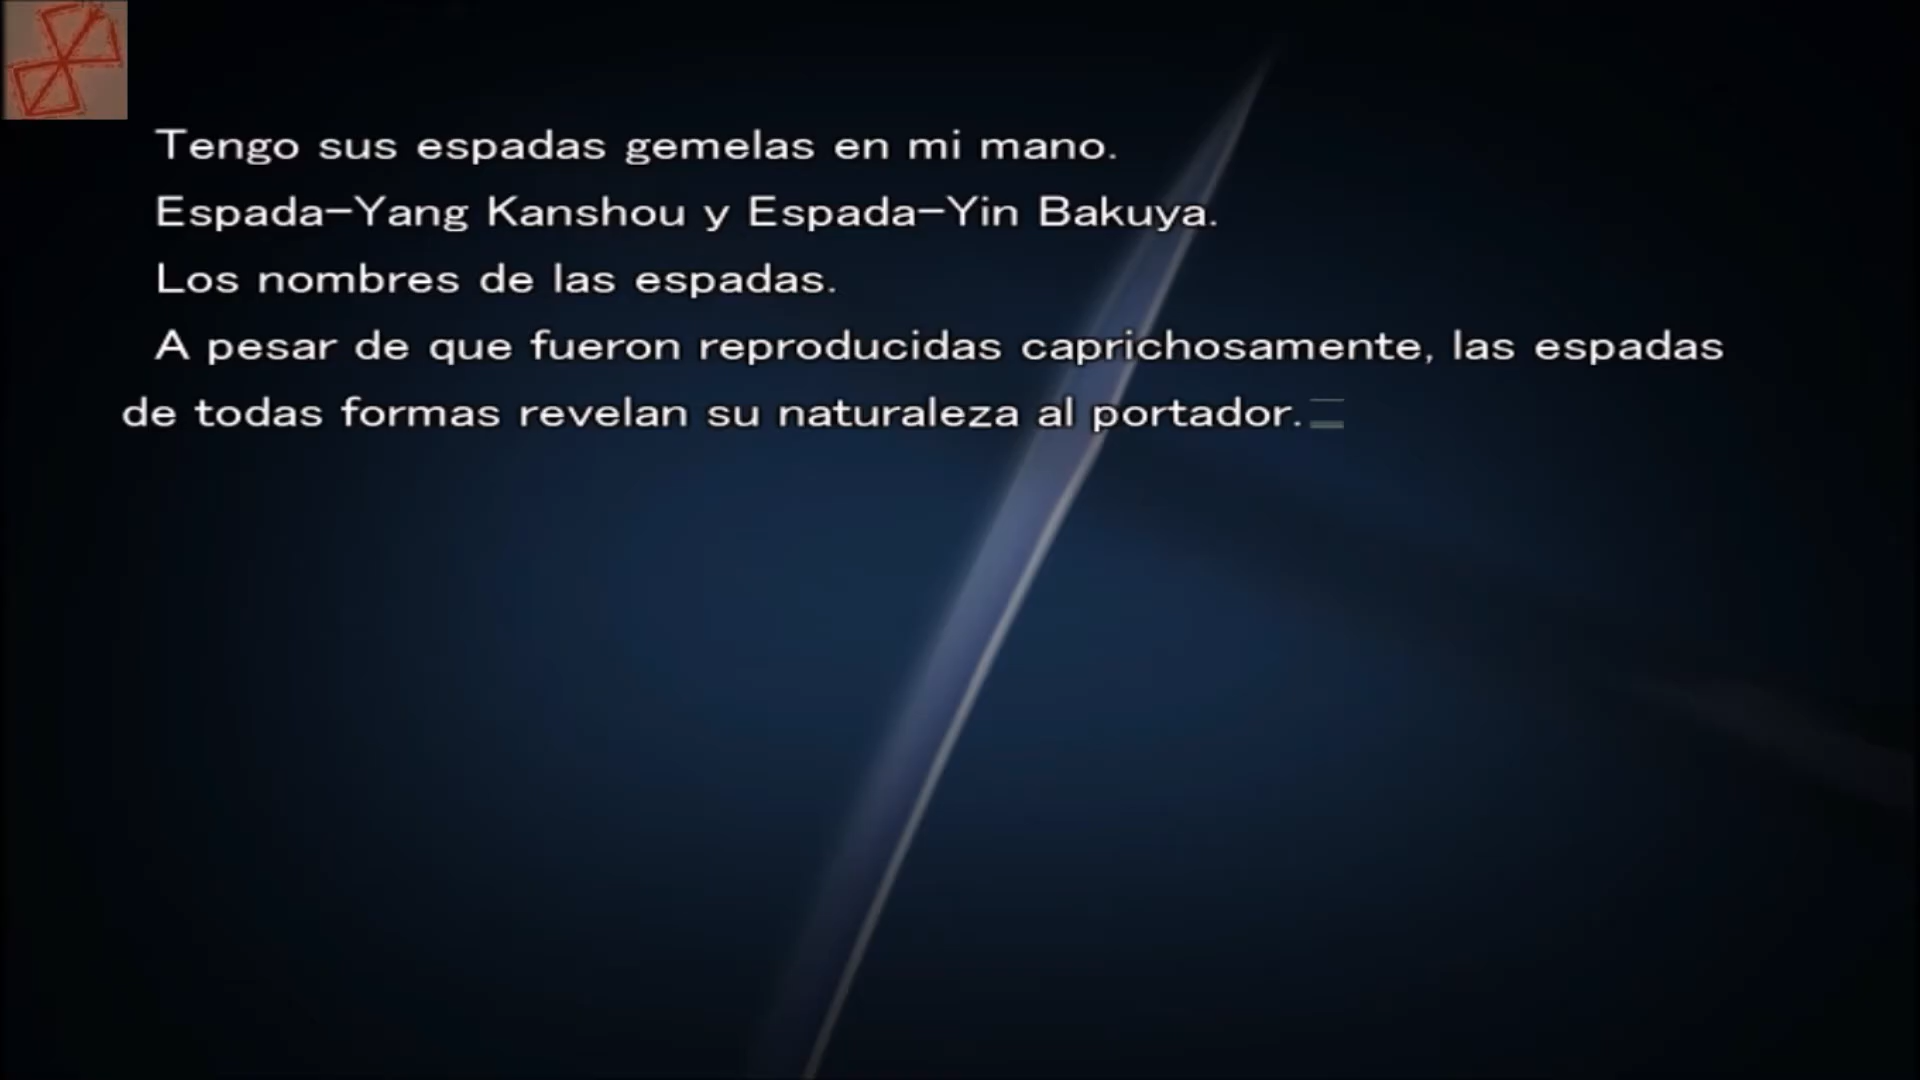 Tengo sus espadas gemelas en mi mano.
Espada-Yang Kanshou y Espada-Yin Bakuya.
Los nombres de las espadas.
A pesar de que fueron reproducidas caprichosamente, las espadas
de todas formas revelan su naturaleza al portador.